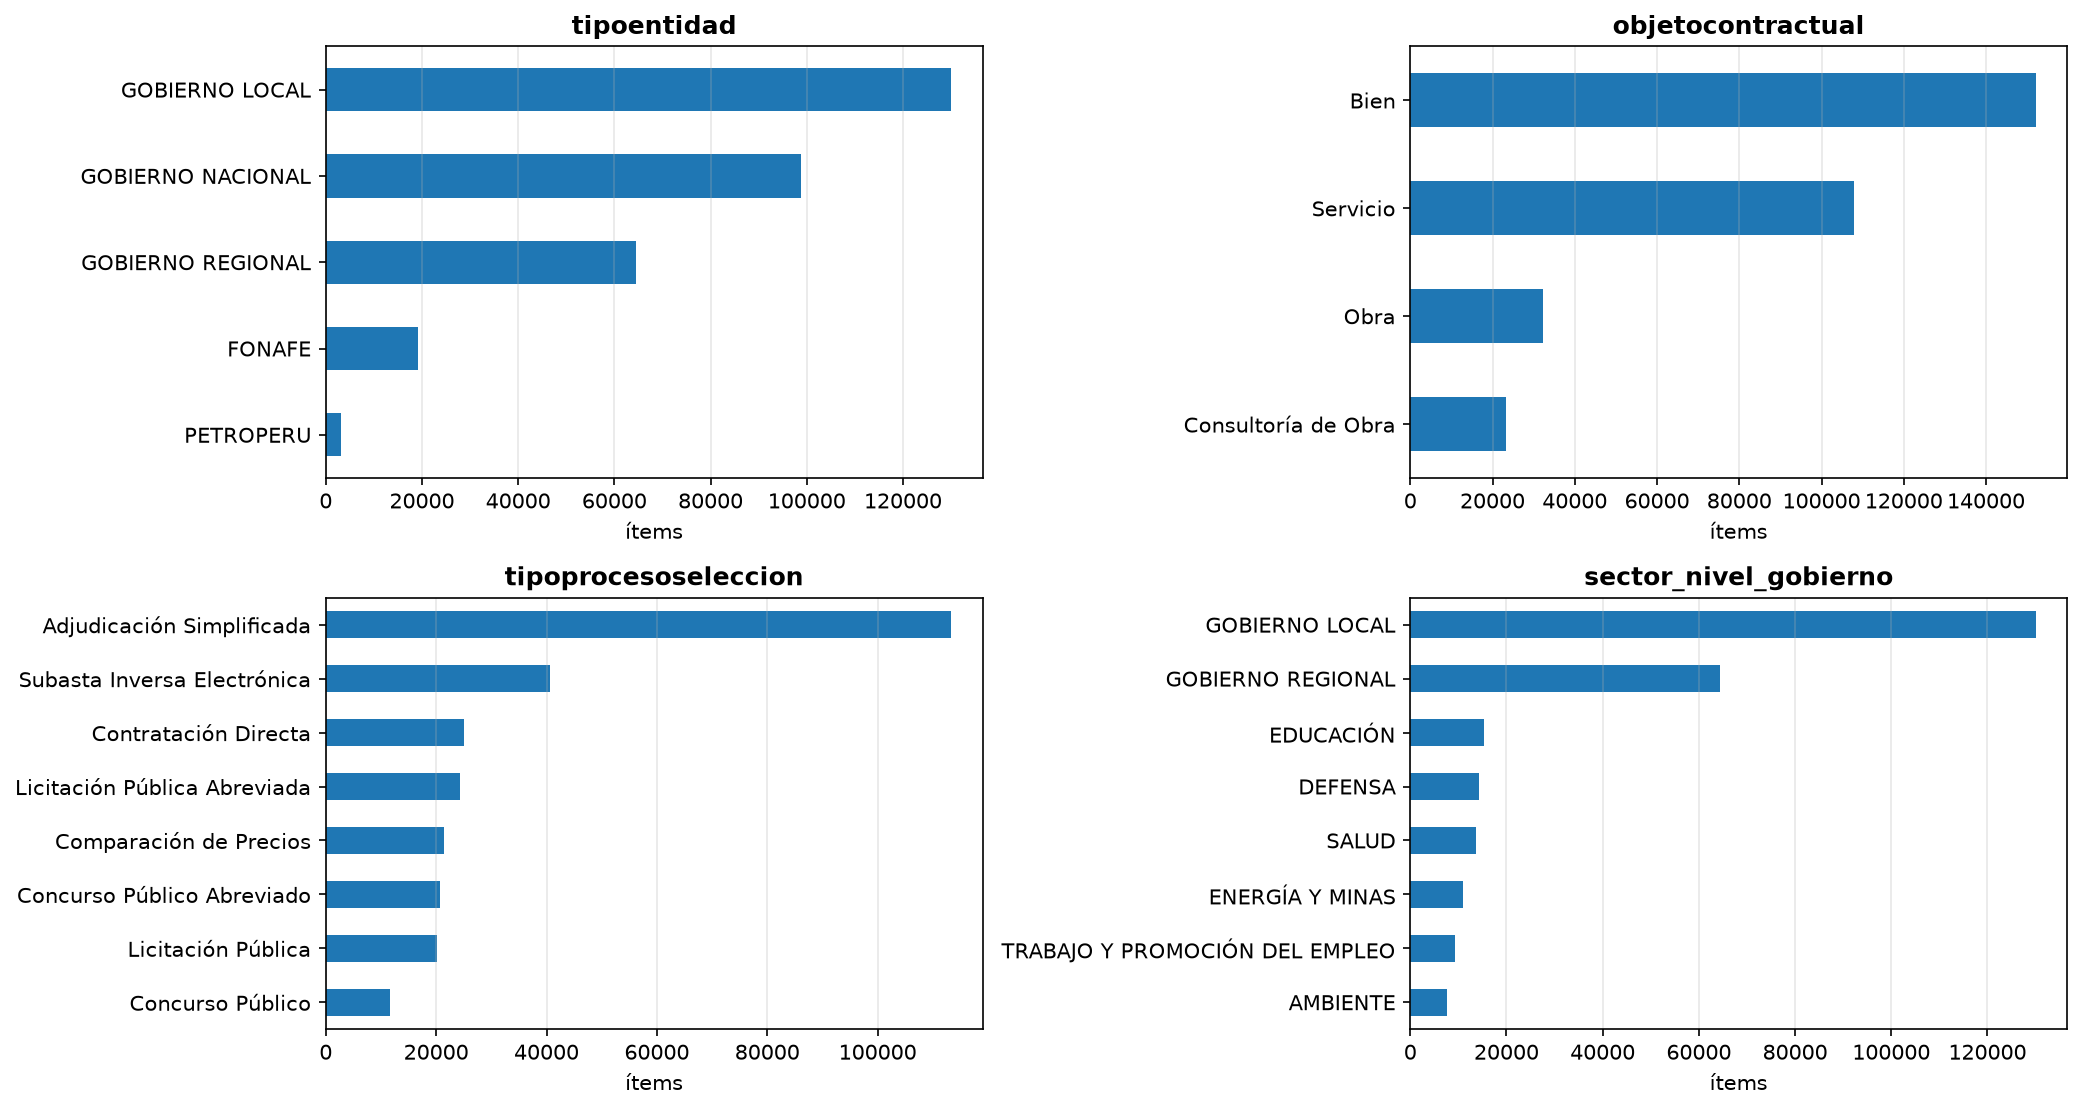 tipoentidad
GOBIERNO LOCAL
GOBIERNO NACIONAL
GOBIERNO REGIONAL
FONAFE
PETROPERU
0 20000 40000 60000 80000 100000 120000
ítems
objetocontractual
Bien
Servicio
Obra
Consultoría de Obra
0 20000 40000 60000 80000 100000 120000 140000
ítems
tipoprocesoseleccion
Adjudicación Simplificada
Subasta Inversa Electrónica
Contratación Directa
Licitación Pública Abreviada
Comparación de Precios
Concurso Público Abreviado
Licitación Pública
Concurso Público
0 20000 40000 60000 80000 100000
ítems
sector_nivel_gobierno
GOBIERNO LOCAL
GOBIERNO REGIONAL
EDUCACIÓN
DEFENSA
SALUD
ENERGÍA Y MINAS
TRABAJO Y PROMOCIÓN DEL EMPLEO
AMBIENTE
0 20000 40000 60000 80000 100000 120000
ítems